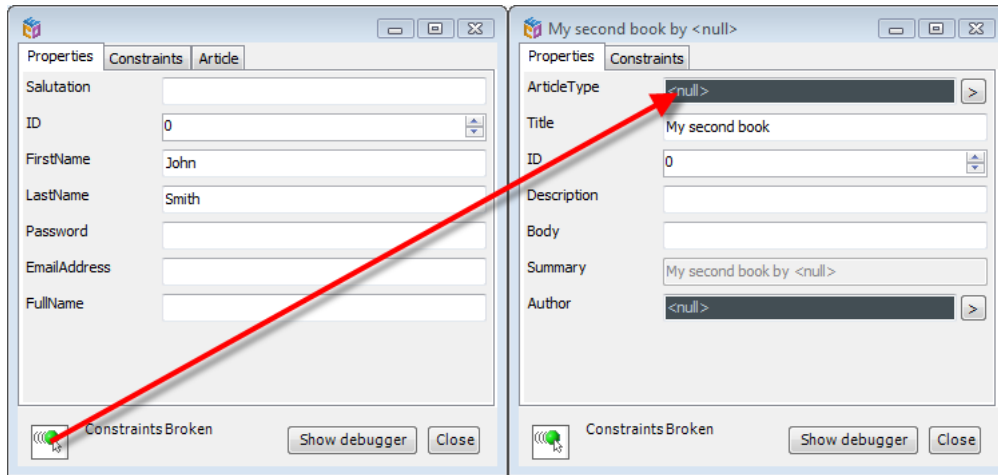 Properties Constraints Article
Salutation
ID 0
FirstName John
LastName Smith
Password
EmailAddress
FullName
Constraints Broken
Show debugger Close
My second book by <null>
Properties Constraints
ArticleType <null> >
Title My second book
ID 0
Description
Body
Summary My second book by <null>
Author <null> >
Constraints Broken
Show debugger Close